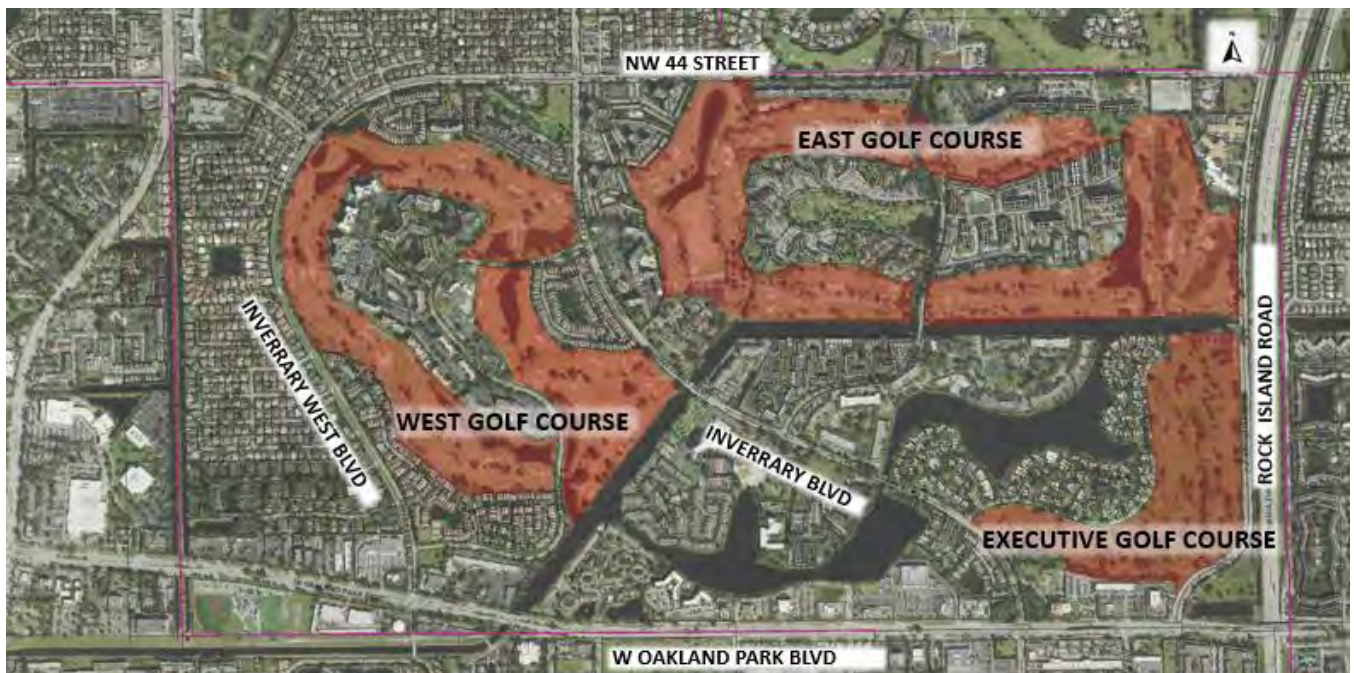 NW 44 STREET
EAST GOLF COURSE
INVERRARY WEST BLVD
WEST GOLF COURSE
INVERRARY BLVD
ROCK ISLAND ROAD
EXECUTIVE GOLF COURSE
W OAKLAND PARK BLVD